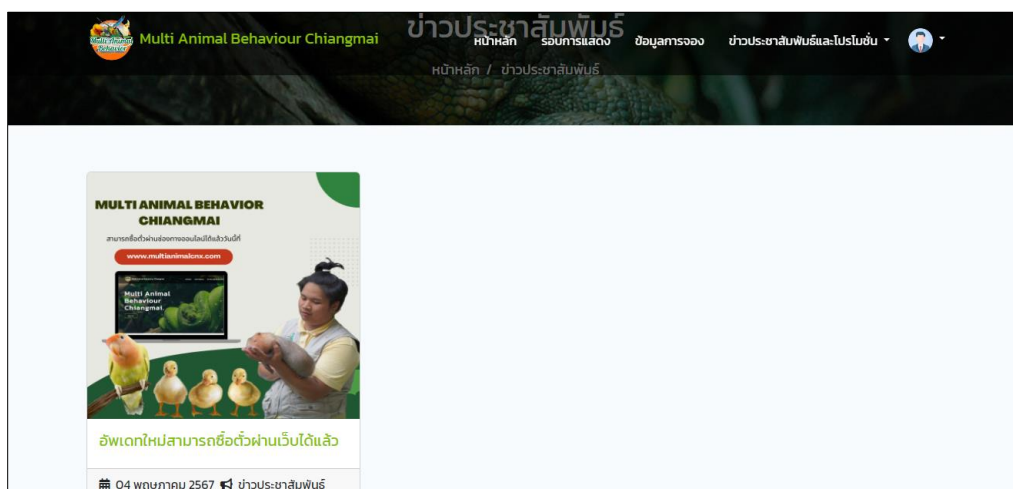 Multi Animal Behavior
Multi Animal Behaviour Chiangmai
ข่าวประชาสัมพันธ์
หน้าหลัก
รอบการแสดง
ข้อมูลการจอง
ข่าวประชาสัมพันธ์และโปรโมชั่น
หน้าหลัก / ข่าวประชาสัมพันธ์
MULTI ANIMAL BEHAVIOR
CHIANGMAI
สามารถซื้อตั๋วผ่านช่องทางออนไลน์ได้แล้ววันนี้ที่
www.multianimalcnx.com
Multi Animal
Behaviour
Chiangmai
อัพเดทใหม่สามารถซื้อตั๋วผ่านเว็บได้แล้ว
04 พฤษภาคม 2567 ข่าวประชาสัมพันธ์